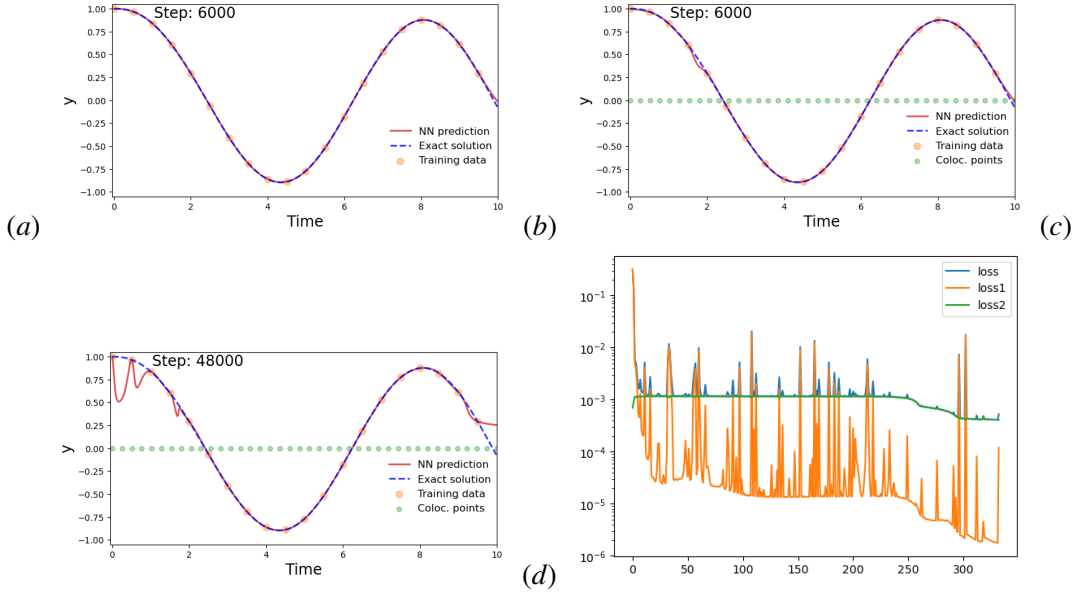 1.00
0.75
0.50
0.25
0.00
−0.25
−0.50
−0.75
−1.00
y
Step: 6000
NN prediction
Exact solution
Training data
0 2 4 6 8 10
Time
(a)
1.00
0.75
0.50
0.25
0.00
−0.25
−0.50
−0.75
−1.00
y
Step: 6000
NN prediction
Exact solution
Training data
Coloc. points
0 2 4 6 8 10
Time
(b)
(c)
1.00
0.75
0.50
0.25
0.00
−0.25
−0.50
−0.75
−1.00
y
Step: 48000
NN prediction
Exact solution
Training data
Coloc. points
0 2 4 6 8 10
Time
(d)
10⁻¹
10⁻²
10⁻³
10⁻⁴
10⁻⁵
10⁻⁶
loss
loss1
loss2
0 50 100 150 200 250 300